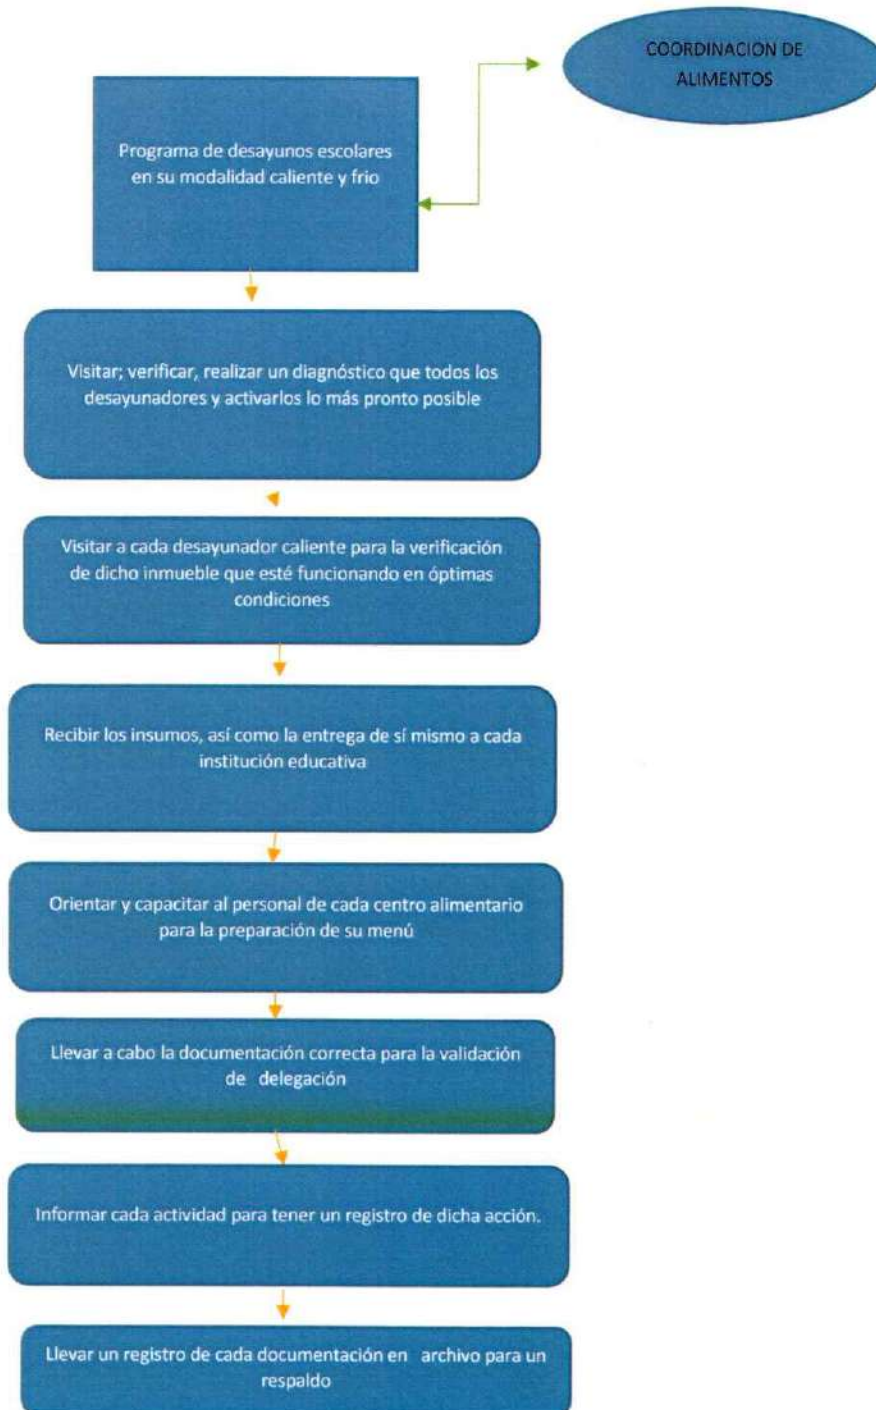 COORDINACION DE
ALIMENTOS
Programa de desayunos escolares
en su modalidad caliente y frio
Visitar; verificar, realizar un diagnóstico que todos los
desayunadores y activarlos lo más pronto posible
Visitar a cada desayunador caliente para la verificación
de dicho inmueble que esté funcionando en óptimas
condiciones
Recibir los insumos, así como la entrega de sí mismo a cada
institución educativa
Orientar y capacitar al personal de cada centro alimentario
para la preparación de su menú
Llevar a cabo la documentación correcta para la validación
de delegación
Informar cada actividad para tener un registro de dicha acción.
Llevar un registro de cada documentación en archivo para un
respaldo